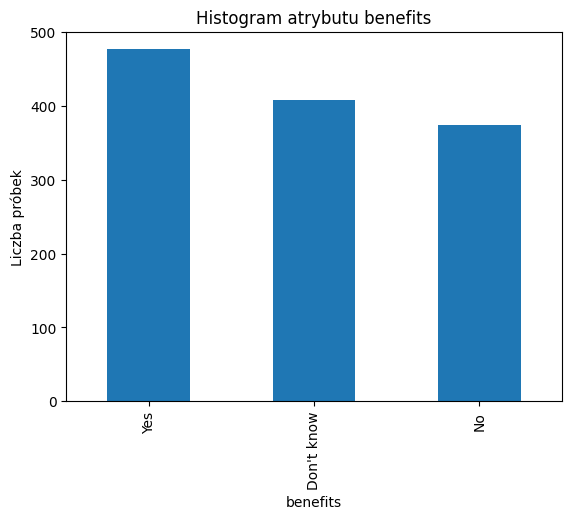 Histogram atrybutu benefits
500
400
300
200
100
0
Liczba próbek
Yes
Don't know
No
benefits